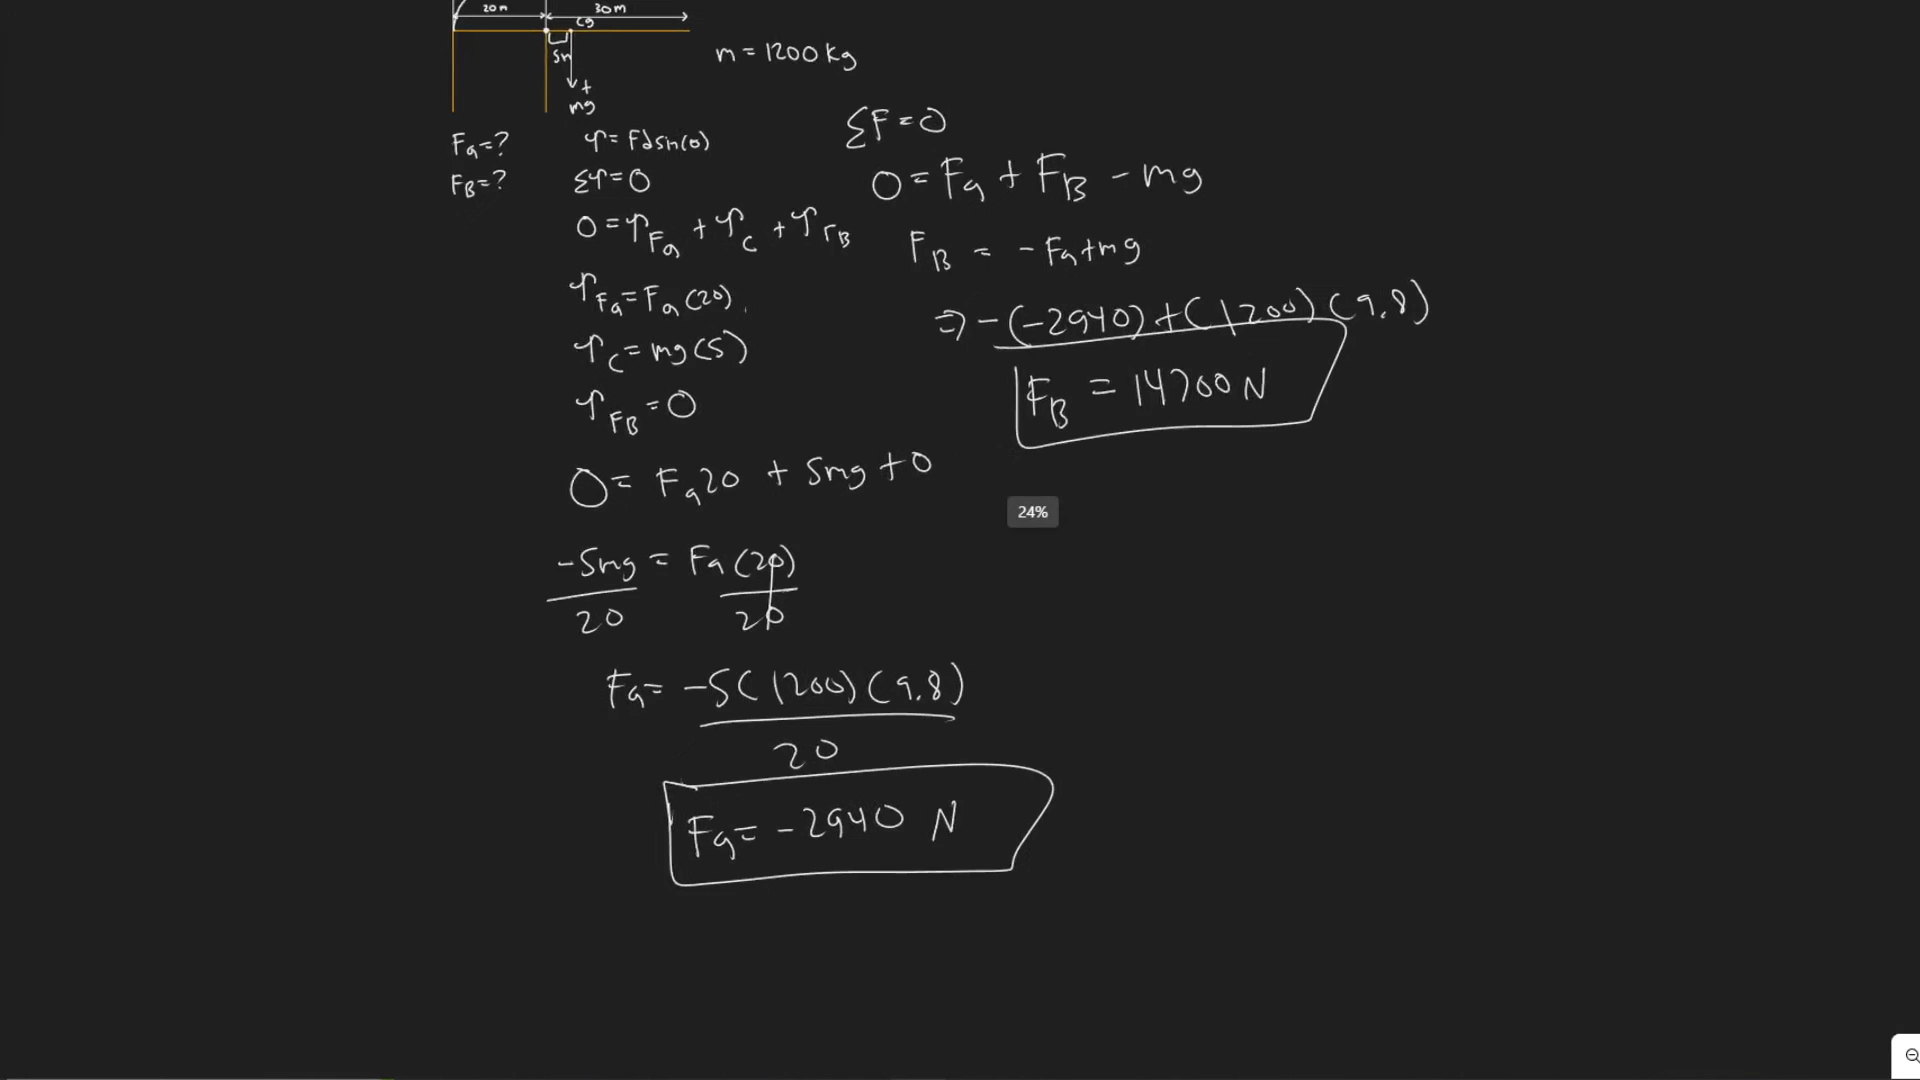 20m 30m
cg
5m
m = 1200 kg
+
mg
ΣF = 0
Fa = ? τ = Fdsin(θ)
0 = Fa + FB - mg
FB = ? Στ = 0
0 = τFa + τc + τFB
FB = -Fa + mg
τFa = Fa(20)
⇒ -(-2940) + (1200)(9.8)
τc = mg(5)
FB = 14700 N
τFB = 0
0 = Fa20 + 5mg + 0
24%
-5mg = Fa(20)
20 20
Fa = -5(1200)(9.8)
20
Fa = -2940 N